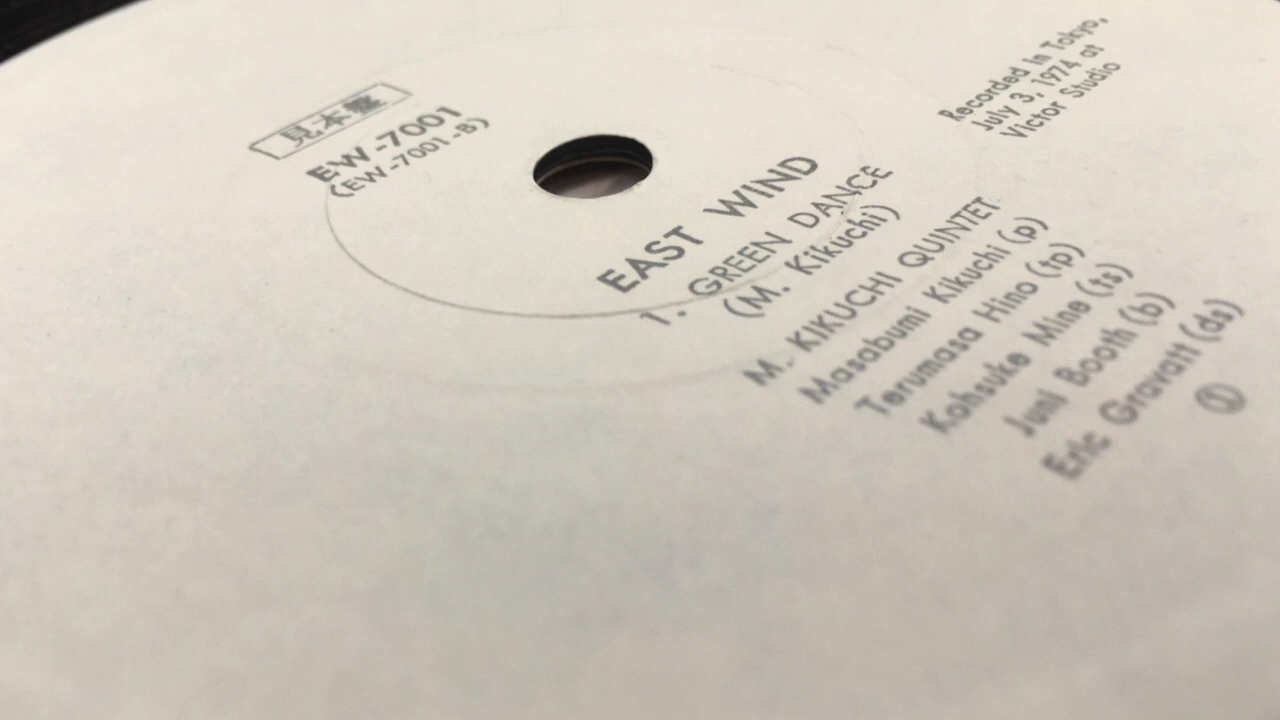 見本盤
EW-7001
(EW-7001-B)
EAST WIND
1. GREEN DANCE
(M. Kikuchi)
M. KIKUCHI QUINTET
Masabumi Kikuchi (p)
Terumasa Hino (tp)
Kohsuke Mine (ts)
Juni Booth (b)
Eric Gravatt (ds)
①
Recorded in Tokyo,
July 3, 1974 at
Victor Studio